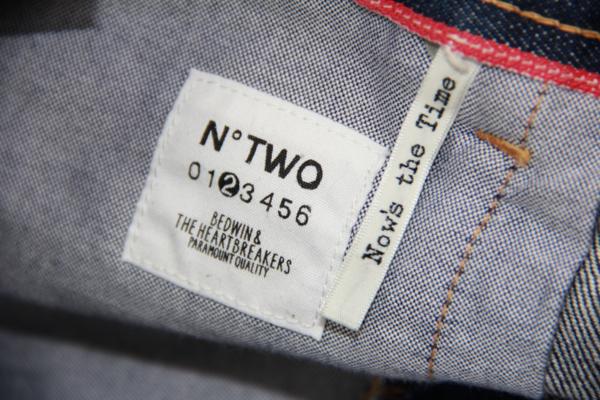 N° TWO
0123456
BEDWIN &
THE HEARTBREAKERS
PARAMOUNT QUALITY
Now's the Time